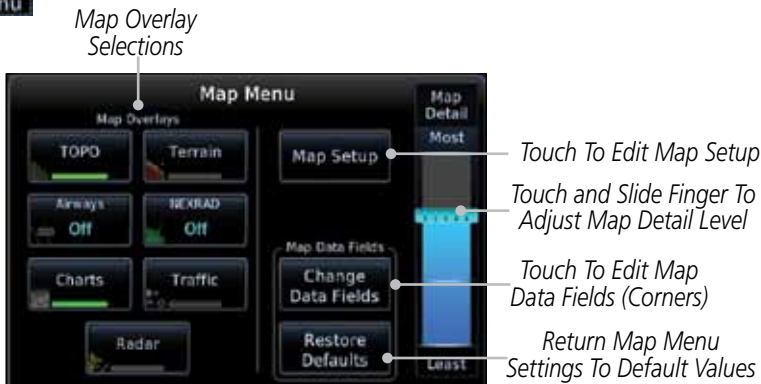 nu
Map Overlay
Selections
Map Menu
Map Overlays
TOPO
Terrain
Airways
Off
NEXRAD
Off
Charts
Traffic
Radar
Map Setup
Map Data Fields
Change
Data Fields
Restore
Defaults
Map
Detail
Most
Least
Touch To Edit Map Setup
Touch and Slide Finger To
Adjust Map Detail Level
Touch To Edit Map
Data Fields (Corners)
Return Map Menu
Settings To Default Values